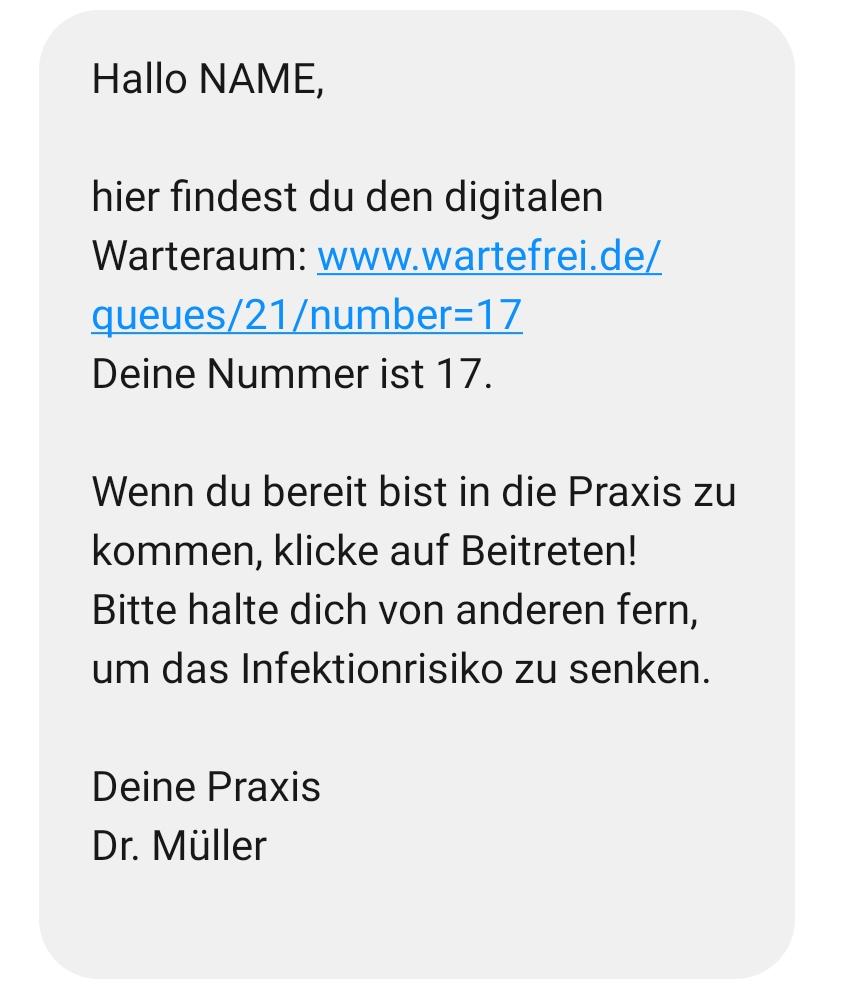 Hallo NAME,
hier findest du den digitalen
Warteraum: www.wartefrei.de/
queues/21/number=17
Deine Nummer ist 17.
Wenn du bereit bist in die Praxis zu
kommen, klicke auf Beitreten!
Bitte halte dich von anderen fern,
um das Infektionrisiko zu senken.
Deine Praxis
Dr. Müller